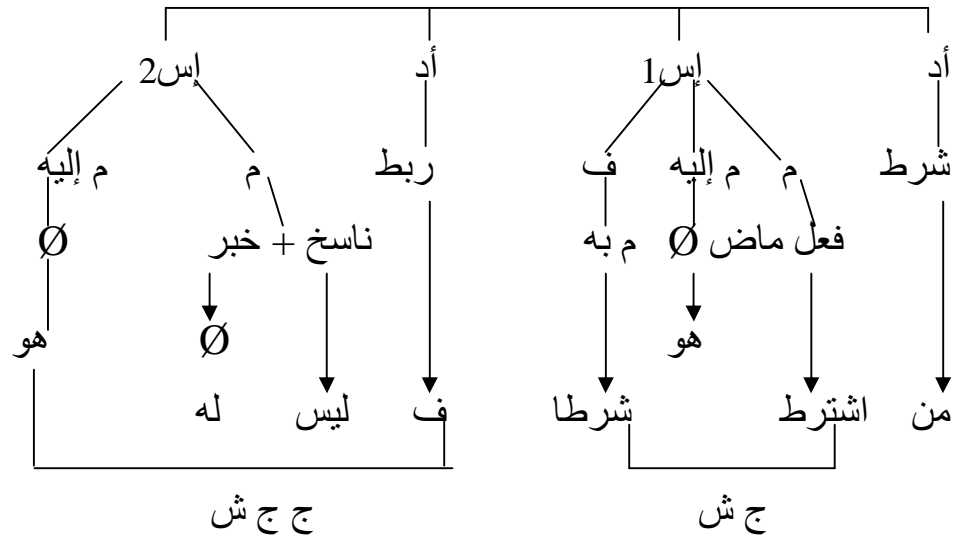 أد إس1 أد إس2
شرط م م إليه ف ربط م م إليه
فعل ماض Ø م به ناسخ + خبر Ø
هو Ø هو
من اشترط شرطا ف ليس له
ج ش ج ج ش